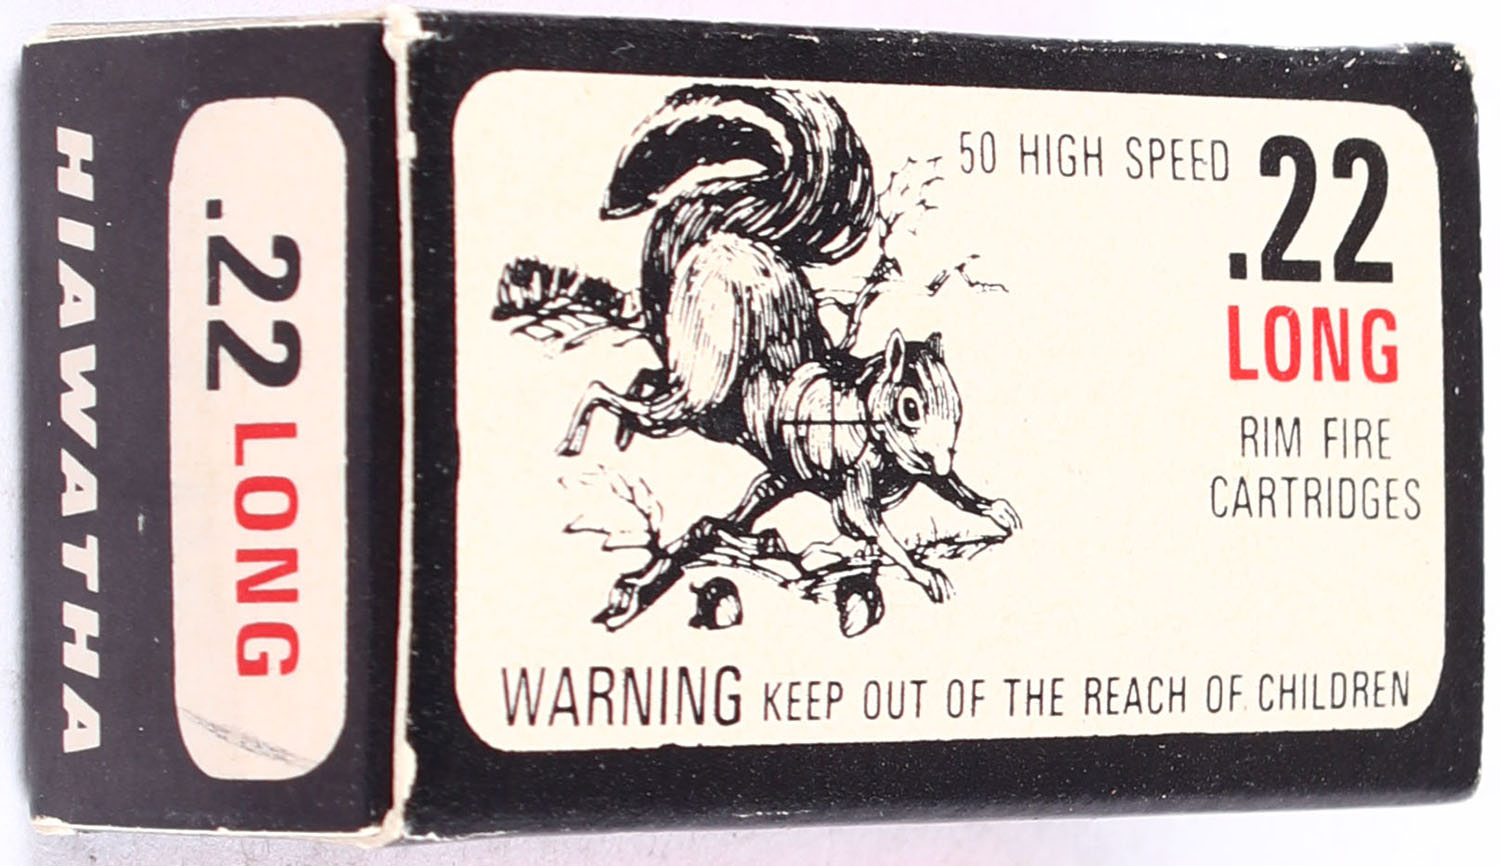 HIAWATHA
.22 LONG
50 HIGH SPEED .22
LONG
RIM FIRE
CARTRIDGES
WARNING KEEP OUT OF THE REACH OF CHILDREN